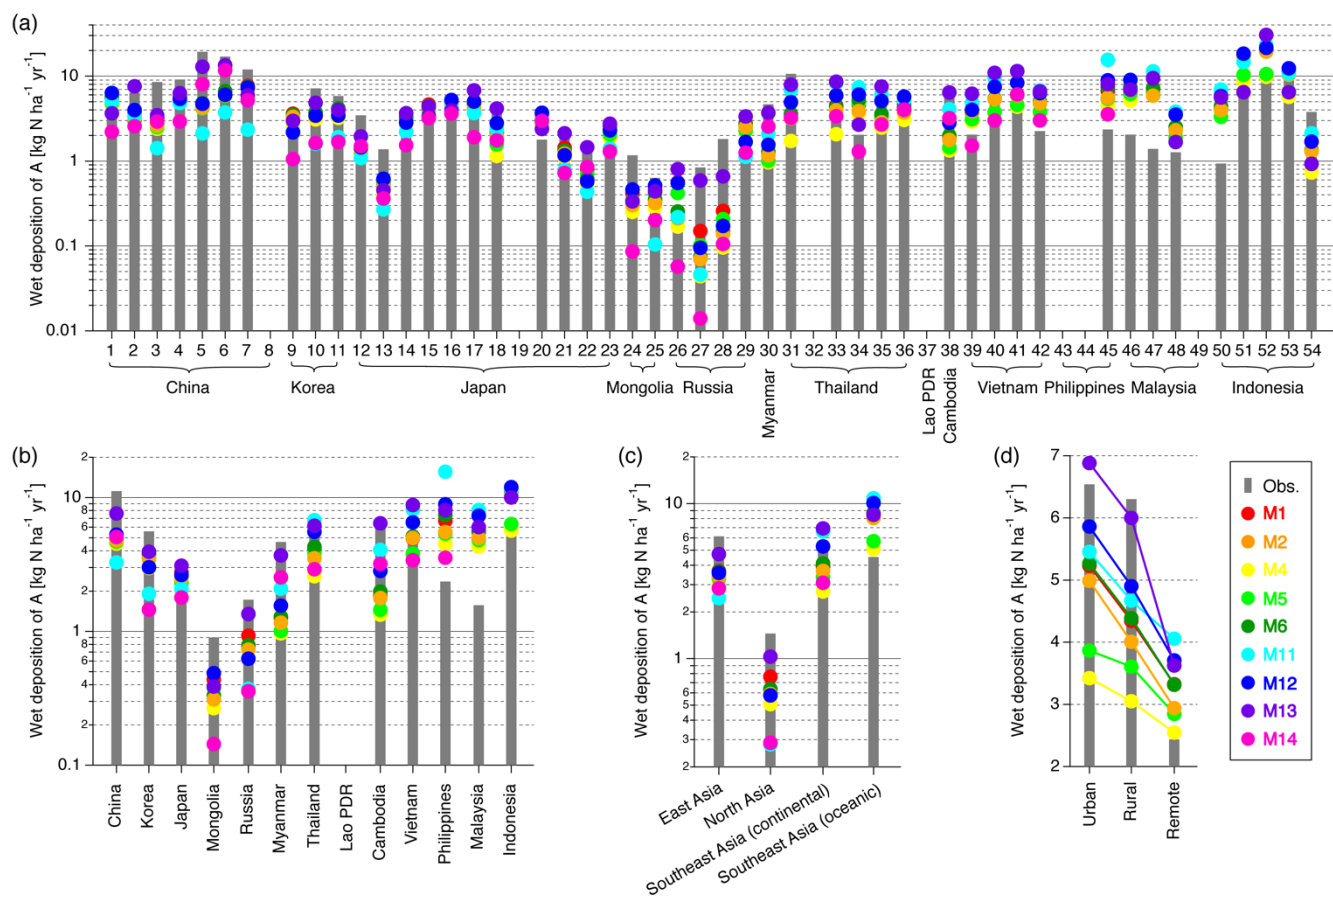 (a)
Wet deposition of A [kg N ha⁻¹ yr⁻¹]
10
1
0.1
0.01
1 2 3 4 5 6 7 8 9 10 11 12 13 14 15 16 17 18 19 20 21 22 23 24 25 26 27 28 29 30 31 32 33 34 35 36 37 38 39 40 41 42 43 44 45 46 47 48 49 50 51 52 53 54
China Korea Japan Mongolia Russia Myanmar Thailand Lao PDR Cambodia Vietnam Philippines Malaysia Indonesia
(b)
Wet deposition of A [kg N ha⁻¹ yr⁻¹]
2
10
8
6
4
2
1
8
6
4
2
0.1
China Korea Japan Mongolia Russia Myanmar Thailand Lao PDR Cambodia Vietnam Philippines Malaysia Indonesia
(c)
Wet deposition of A [kg N ha⁻¹ yr⁻¹]
2
10
6
5
4
3
2
1
6
5
4
3
2
East Asia
North Asia
Southeast Asia (continental)
Southeast Asia (oceanic)
(d)
Wet deposition of A [kg N ha⁻¹ yr⁻¹]
7
6
5
4
3
2
Urban Rural Remote
Obs.
M1
M2
M4
M5
M6
M11
M12
M13
M14